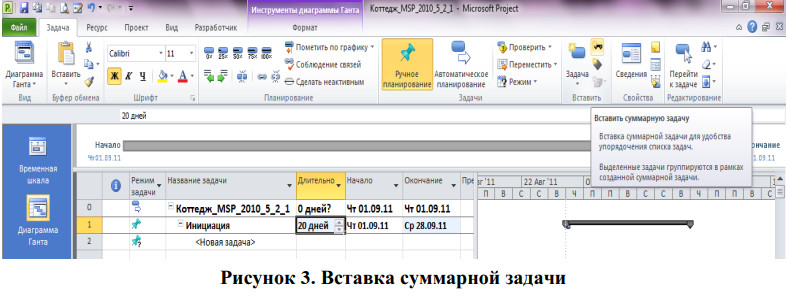 Инструменты диаграммы Ганта Коттедж_MSP_2010_5_2_1 - Microsoft Project
Файл Задача Ресурс Проект Вид Разработчик Формат
Диаграмма Ганта
Вид
Вставить
Буфер обмена
Calibri 11
Ж К Ч
Шрифт
0% 25% 50% 75% 100%
Пометить по графику
Соблюдение связей
Сделать неактивным
Планирование
Ручное планирование
Автоматическое планирование
Проверить
Переместить
Режим
Задачи
Задача
Вставить
Сведения
Свойства
Перейти к задаче
Редактирование
20 дней
Вставить суммарную задачу
Вставка суммарной задачи для удобства
упорядочения списка задач.
Выделенные задачи группируются в рамках
созданной суммарной задачи.
Временная шкала
Диаграмма Ганта
Начало
Чт 01.09.11
ончание
1.09.11
Режим задачи Название задачи Длительно Начало Окончание Пре
г '11 22 Авг '11
П В С В Ч П
0 Коттедж_MSP_2010_5_2_1 0 дней? Чт 01.09.11 Чт 01.09.11
1 Инициация 20 дней Чт 01.09.11 Ср 28.09.11
2 <Новая задача>
Рисунок 3. Вставка суммарной задачи